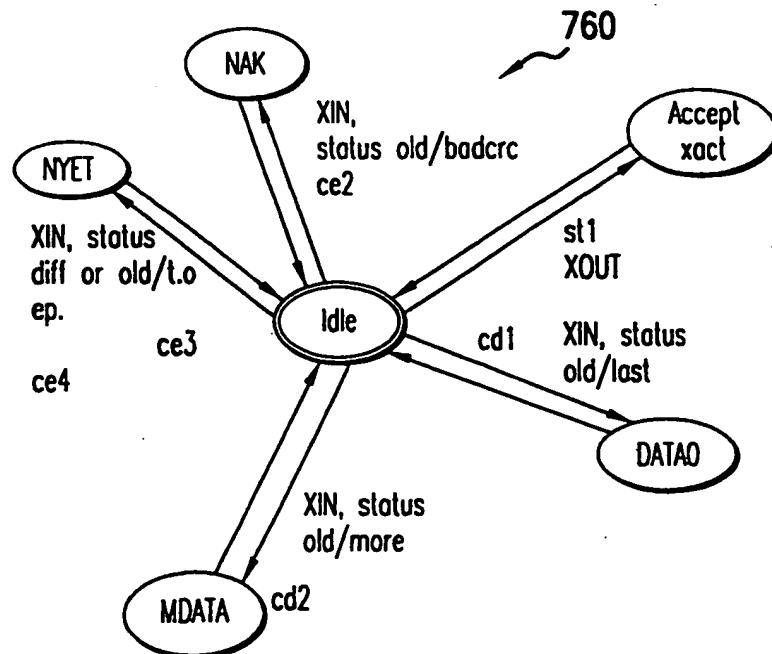 760
NAK
Accept
xact
XIN,
status old/badcrc
ce2
NYET
XIN, status
diff or old/t.o
ep.
st1
XOUT
Idle
ce3
ce4
cd1
XIN, status
old/last
DATA0
XIN, status
old/more
MDATA
cd2